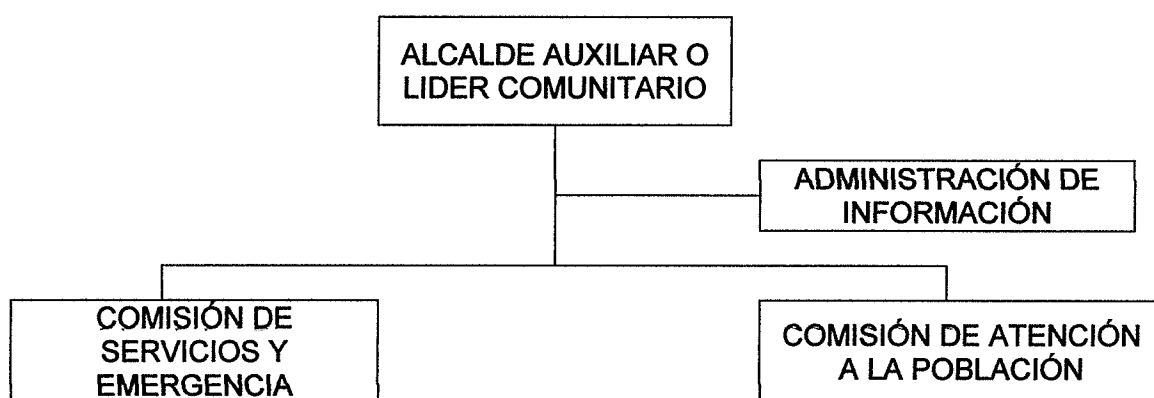 ALCALDE AUXILIAR O
LIDER COMUNITARIO
ADMINISTRACIÓN DE
INFORMACIÓN
COMISIÓN DE
SERVICIOS Y
EMERGENCIA
COMISIÓN DE ATENCIÓN
A LA POBLACIÓN